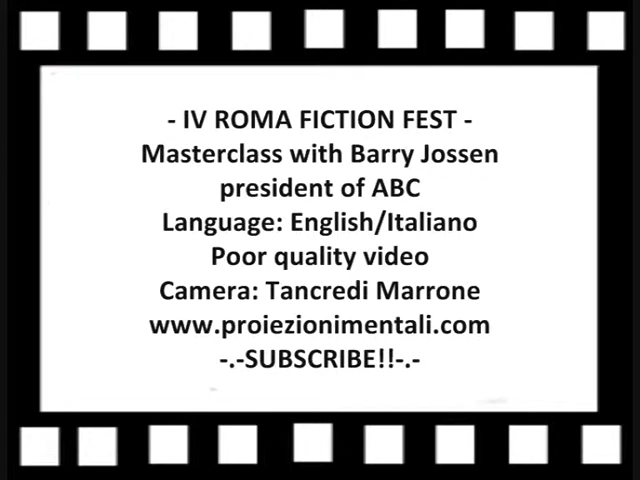 - IV ROMA FICTION FEST -
Masterclass with Barry Jossen
president of ABC
Language: English/Italiano
Poor quality video
Camera: Tancredi Marrone
www.proiezionimentali.com
-.-SUBSCRIBE!!-.-